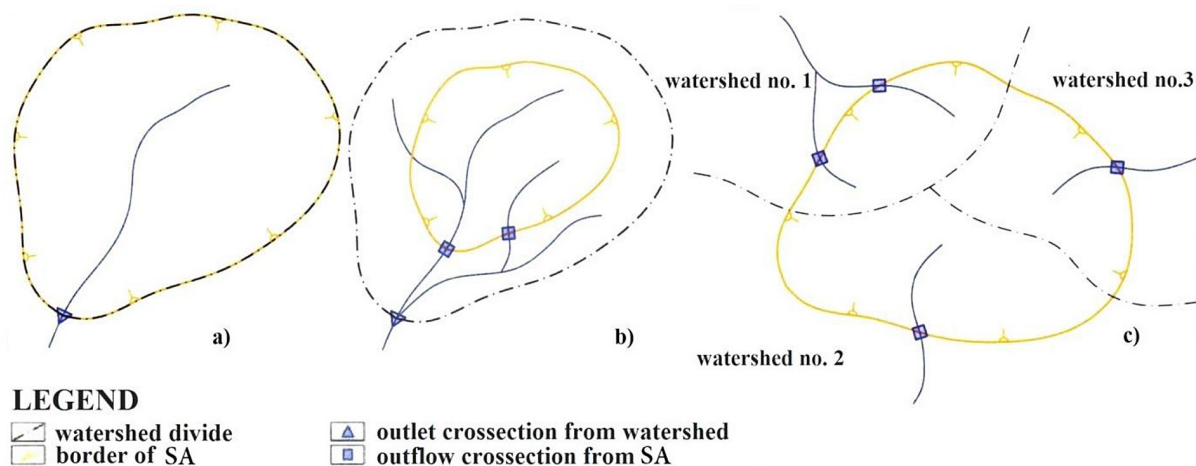 watershed no. 1
watershed no.3
a)
b)
c)
watershed no. 2
LEGEND
watershed divide
border of SA
outlet crossection from watershed
outflow crossection from SA